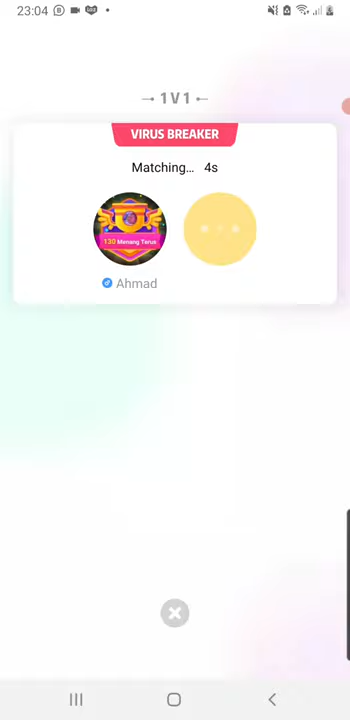 23:04
1V1
VIRUS BREAKER
Matching... 4s
130 Menang Terus
Ahmad